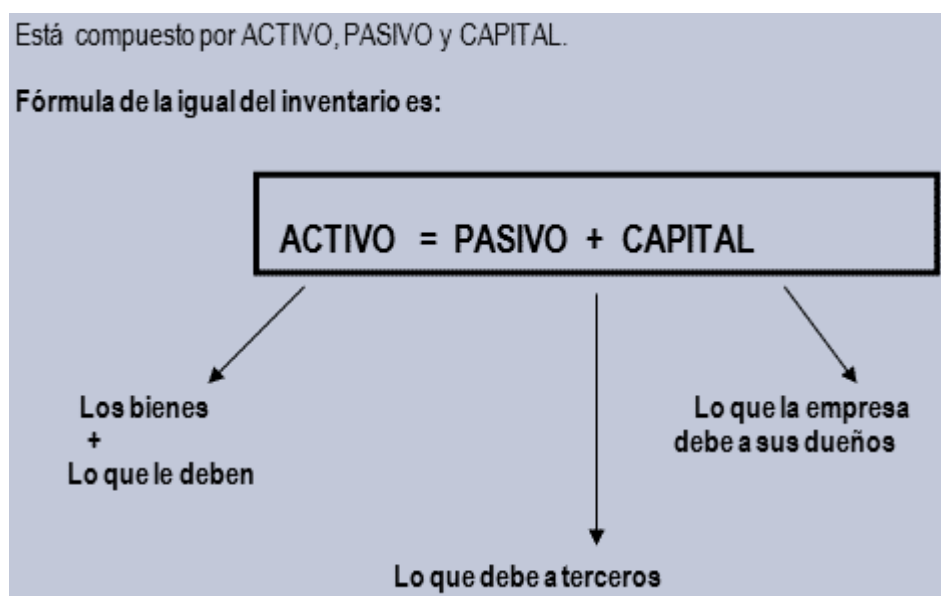 Está compuesto por ACTIVO, PASIVO y CAPITAL.
Fórmula de la igual del inventario es:
ACTIVO = PASIVO + CAPITAL
Los bienes
+
Lo que le deben
Lo que la empresa
debe a sus dueños
Lo que debe a terceros